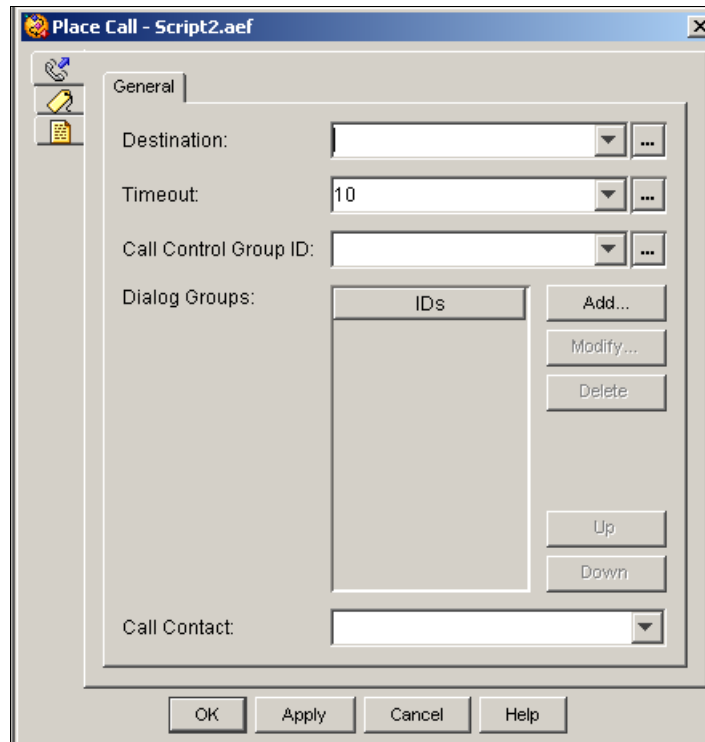 Place Call - Script2.aef
General
Destination:
...
Timeout: 10
...
Call Control Group ID:
...
Dialog Groups:
IDs
Add...
Modify...
Delete
Up
Down
Call Contact:
OK Apply Cancel Help